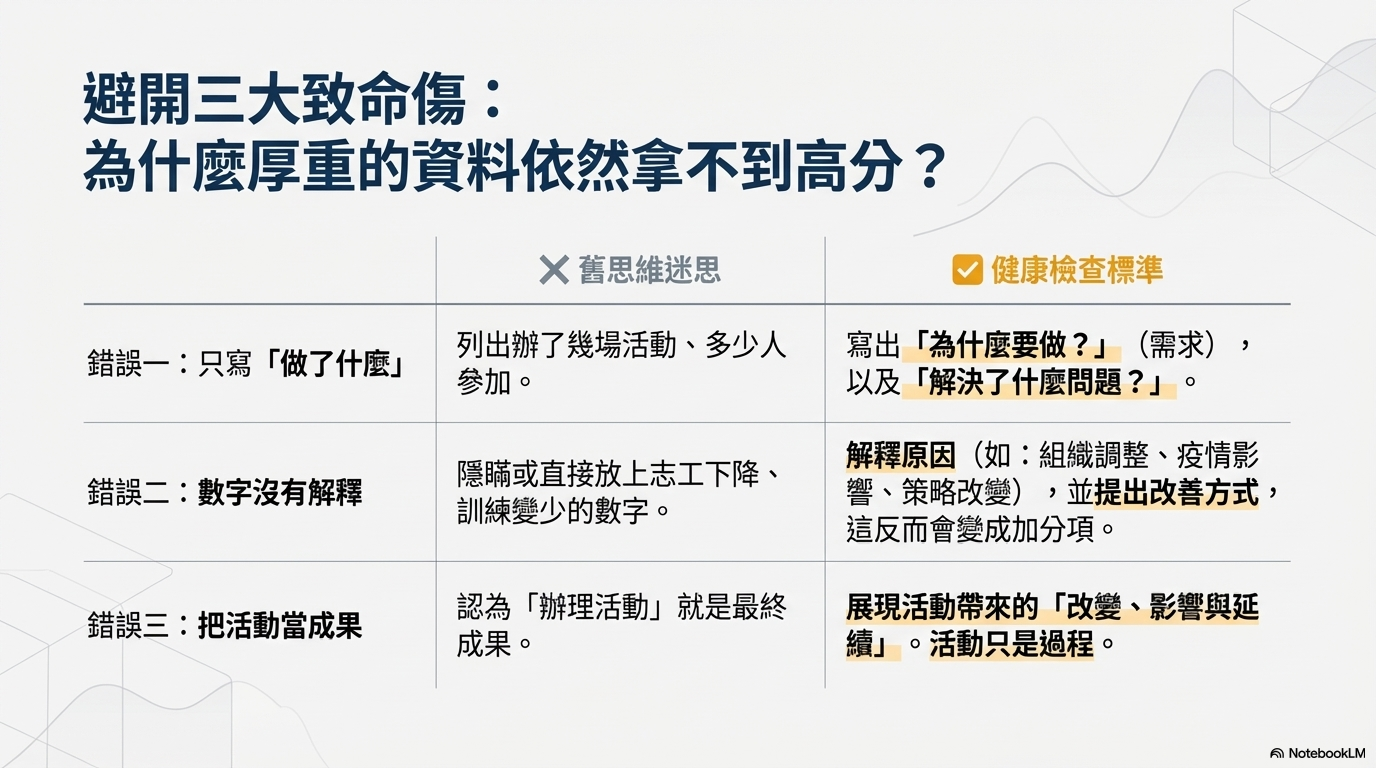 避開三大致命傷：
為什麼厚重的資料依然拿不到高分？
舊思維迷思
健康檢查標準
錯誤一：只寫「做了什麼」
列出辦了幾場活動、多少人
參加。
寫出「為什麼要做？」（需求），
以及「解決了什麼問題？」。
錯誤二：數字沒有解釋
隱瞞或直接放上志工下降、
訓練變少的數字。
解釋原因（如：組織調整、疫情影
響、策略改變），並提出改善方式，
這反而會變成加分項。
錯誤三：把活動當成果
認為「辦理活動」就是最終
成果。
展現活動帶來的「改變、影響與延
續」。活動只是過程。
NotebookLM